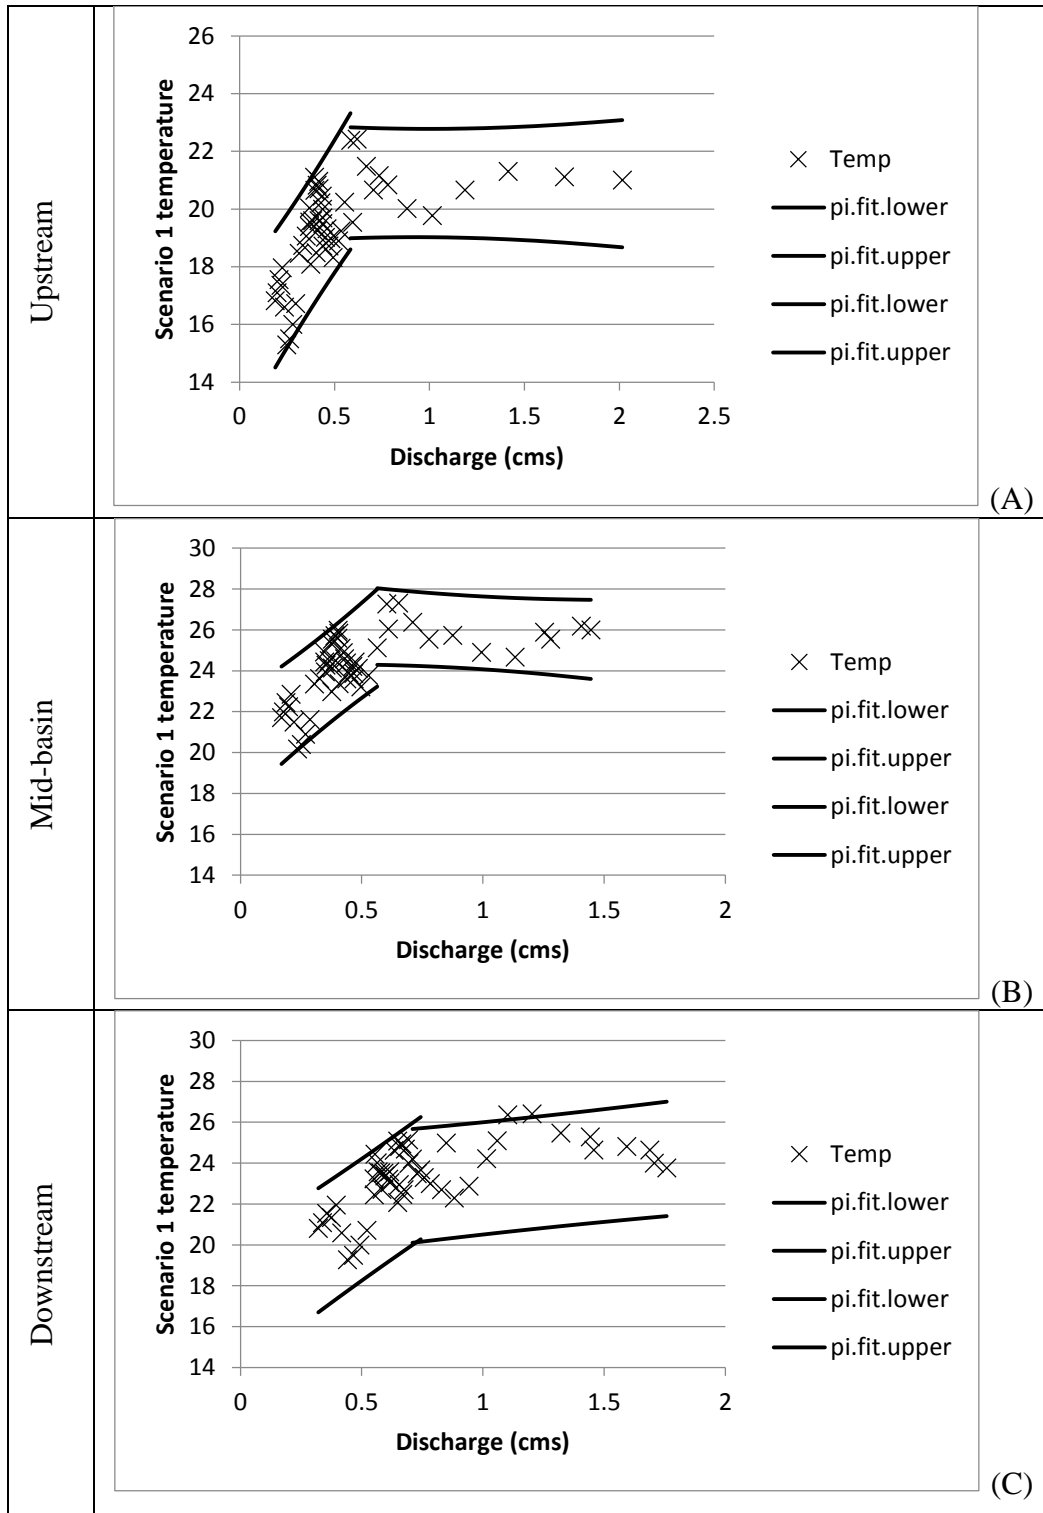 Upstream
Scenario 1 temperature
26
24
22
20
18
16
14
0 0.5 1 1.5 2 2.5
Discharge (cms)
Temp
pi.fit.lower
pi.fit.upper
pi.fit.lower
pi.fit.upper
(A)
Mid-basin
Scenario 1 temperature
30
28
26
24
22
20
18
16
14
0 0.5 1 1.5 2
Discharge (cms)
Temp
pi.fit.lower
pi.fit.upper
pi.fit.lower
pi.fit.upper
(B)
Downstream
Scenario 1 temperature
30
28
26
24
22
20
18
16
14
0 0.5 1 1.5 2
Discharge (cms)
Temp
pi.fit.lower
pi.fit.upper
pi.fit.lower
pi.fit.upper
(C)